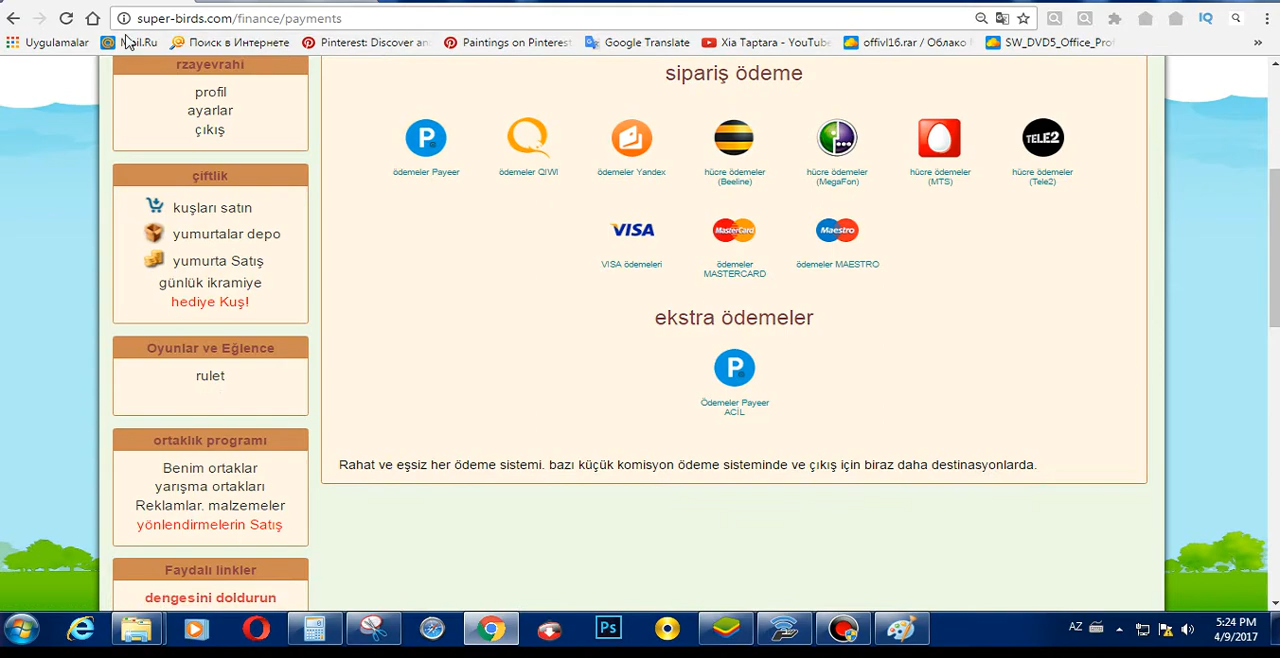 super-birds.com/finance/payments
Uygulamalar
Поиск в Интернете
Pinterest: Discover an
Paintings on Pinterest
Google Translate
Xia Taptara - YouTube
offivl16.rar / Облако
SW_DVD5_Office_Prof
»
rzayevrahi
profil
ayarlar
çıkış
çiftlik
kuşları satın
yumurtalar depo
yumurta Satış
günlük ikramiye
hediye Kuş!
Oyunlar ve Eğlence
rulet
ortaklık programı
Benim ortaklar
yarışma ortakları
Reklamlar. malzemeler
yönlendirmelerin Satış
Faydalı linkler
dengesini doldurun
sipariş ödeme
TELE2
ödemeler Payeer
ödemeler QIWI
ödemeler Yandex
hücre ödemeler
(Beeline)
hücre ödemeler
(MegaFon)
hücre ödemeler
(MTS)
hücre ödemeler
(Tele2)
VISA
MasterCard
Maestro
VISA ödemeleri
ödemeler
MASTERCARD
ödemeler MAESTRO
ekstra ödemeler
P
Ödemeler Payeer
ACİL
Rahat ve eşsiz her ödeme sistemi. bazı küçük komisyon ödeme sisteminde ve çıkış için biraz daha destinasyonlarda.
Ps
AZ
5:24 PM
4/9/2017